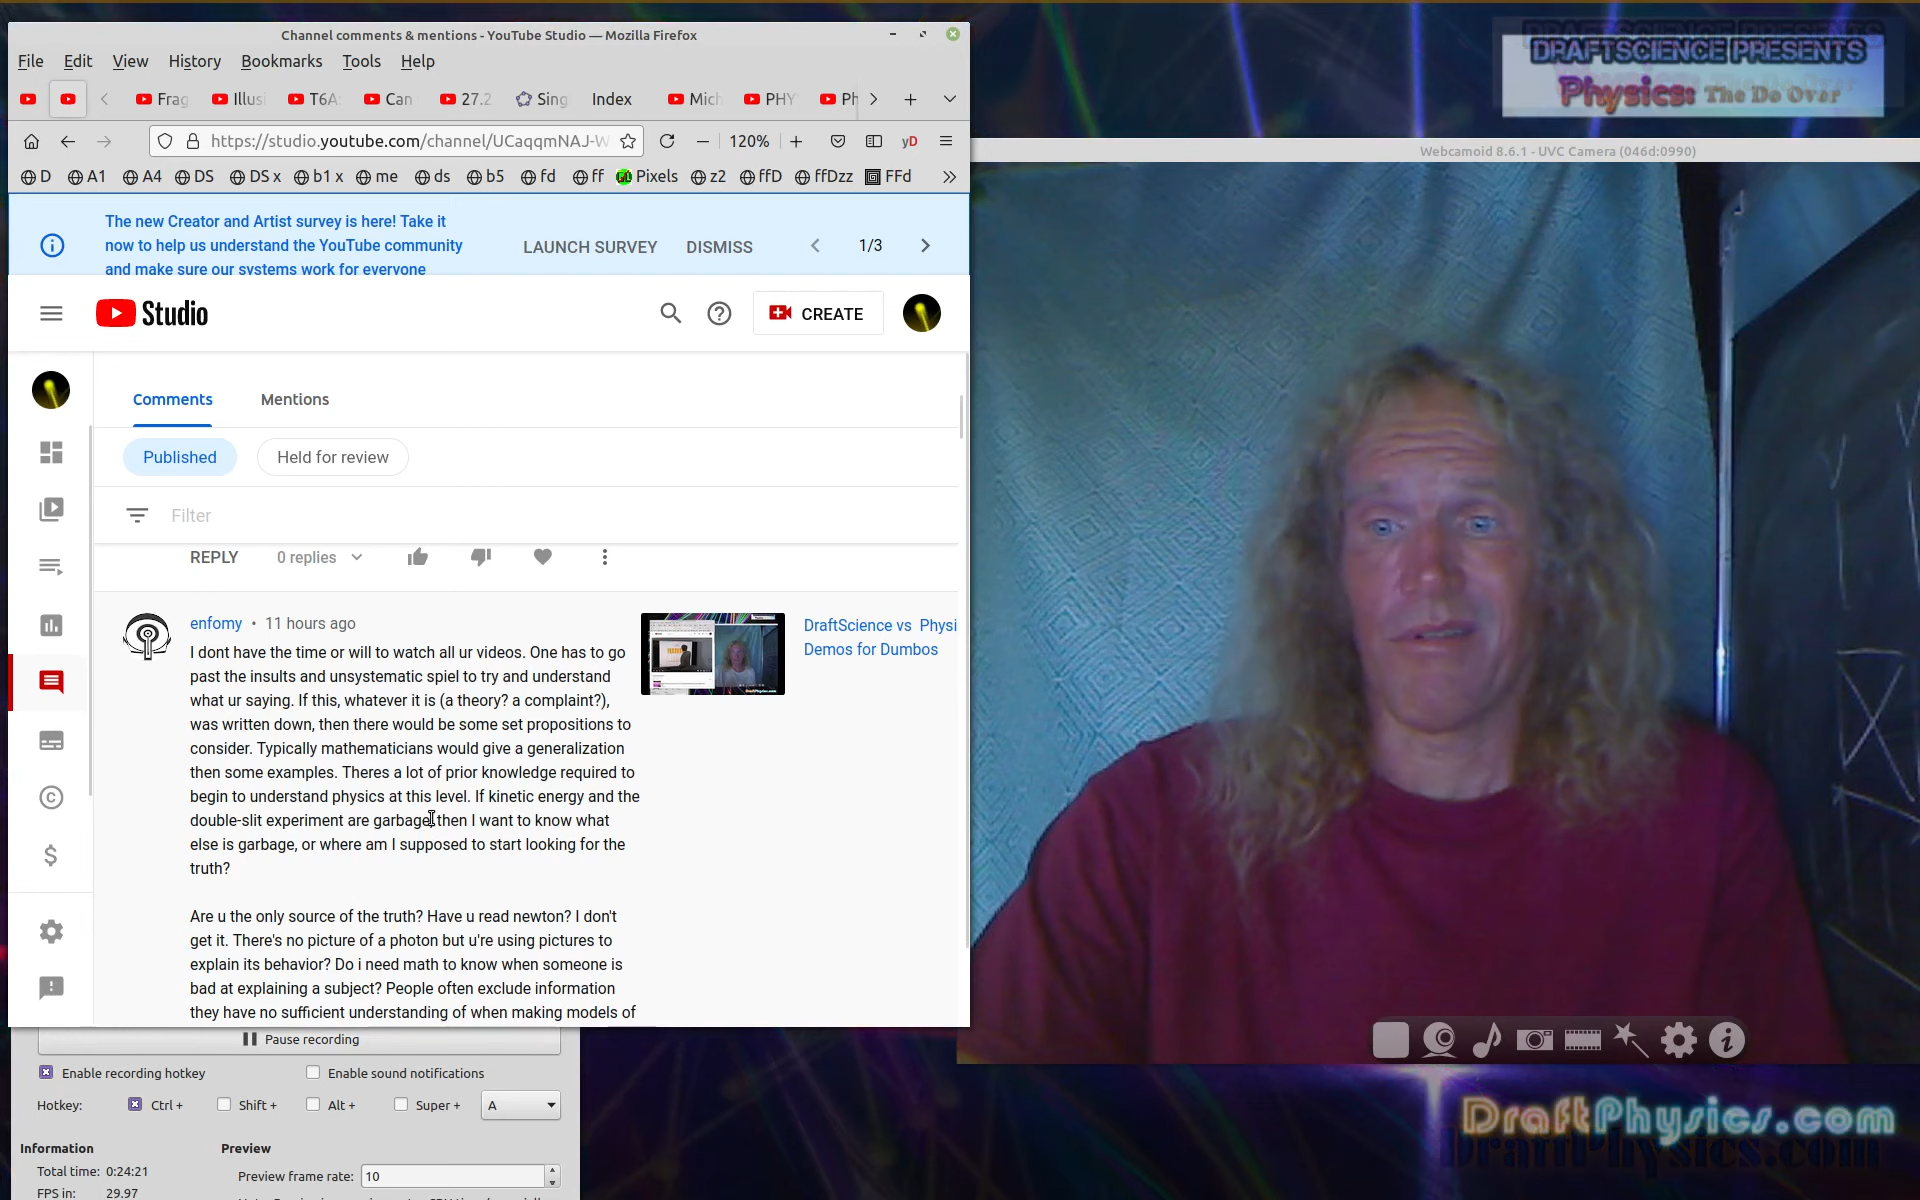 Channel comments & mentions - YouTube Studio — Mozilla Firefox
File Edit View History Bookmarks Tools Help
Frag Illus T6A: Can 27.2 Sing Index Mich PHY Ph
https://studio.youtube.com/channel/UCaqqmNAJ-W 120% yD
D A1 A4 DS DS x b1 x me ds b5 fd ff Pixels z2 ffD ffDzz FFd
The new Creator and Artist survey is here! Take it
now to help us understand the YouTube community
and make sure our systems work for everyone
LAUNCH SURVEY DISMISS 1/3
Studio CREATE
Comments Mentions
Published Held for review
Filter
REPLY 0 replies
enfomy • 11 hours ago
I dont have the time or will to watch all ur videos. One has to go
past the insults and unsystematic spiel to try and understand
what ur saying. If this, whatever it is (a theory? a complaint?),
was written down, then there would be some set propositions to
consider. Typically mathematicians would give a generalization
then some examples. Theres a lot of prior knowledge required to
begin to understand physics at this level. If kinetic energy and the
double-slit experiment are garbage, then I want to know what
else is garbage, or where am I supposed to start looking for the
truth?
Are u the only source of the truth? Have u read newton? I don't
get it. There's no picture of a photon but u're using pictures to
explain its behavior? Do i need math to know when someone is
bad at explaining a subject? People often exclude information
they have no sufficient understanding of when making models of
DraftScience vs Physi
Demos for Dumbos
Pause recording
Enable recording hotkey Enable sound notifications
Hotkey: Ctrl + Shift + Alt + Super + A
Information Preview
Total time: 0:24:21
Preview frame rate: 10
FPS in: 29.97
DRAFTSCIENCE PRESENTS
Physics: The Do Over
Webcamoid 8.6.1 - UVC Camera (046d:0990)
DraftPhysics.com